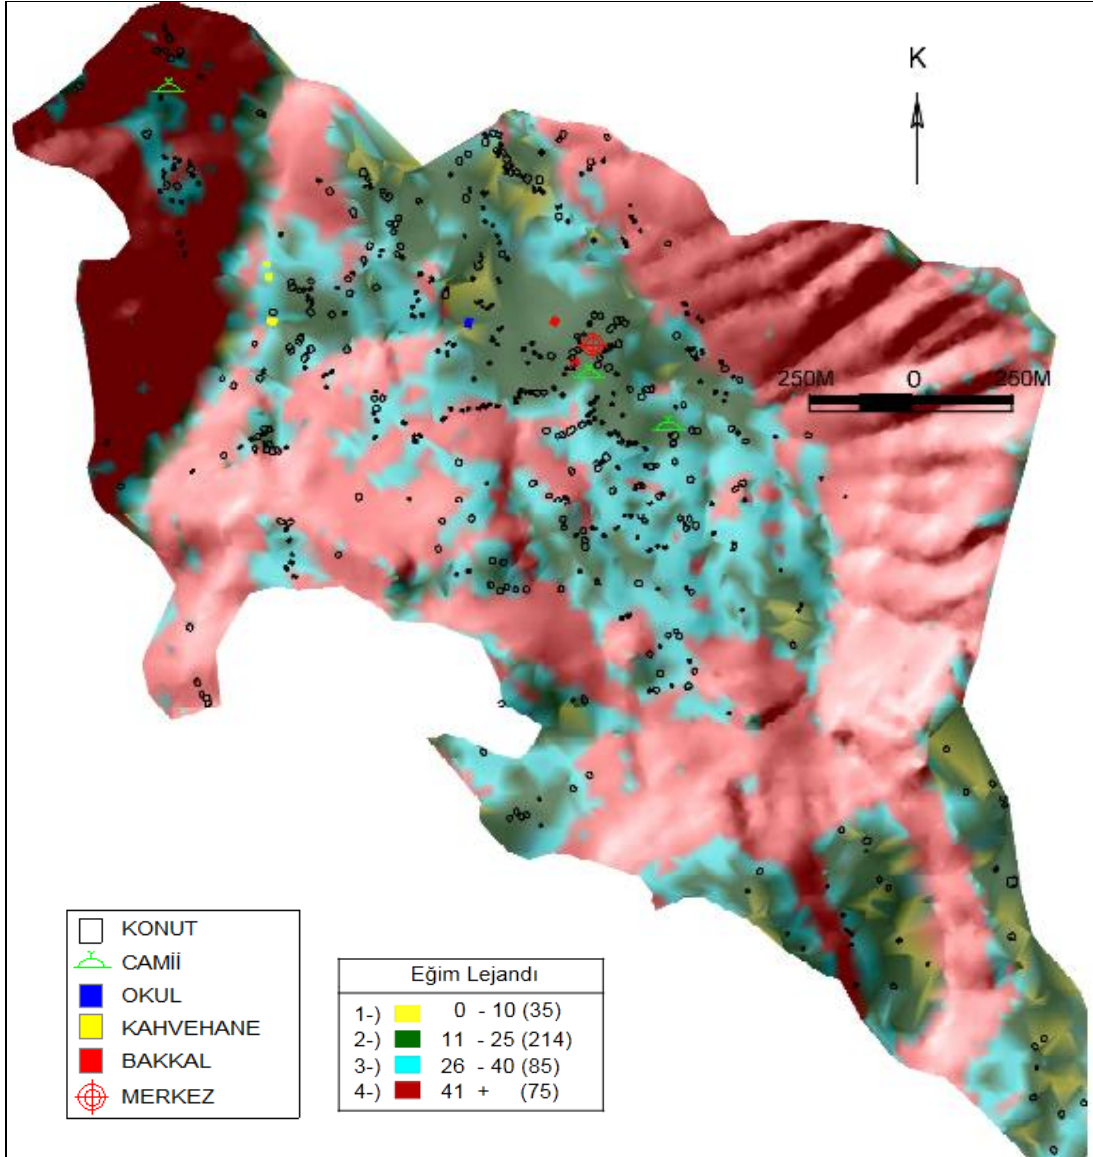 K
250M 0 250M
KONUT
CAMİİ
OKUL
KAHVEHANE
BAKKAL
MERKEZ
Eğim Lejandı
1-) 0 - 10 (35)
2-) 11 - 25 (214)
3-) 26 - 40 (85)
4-) 41 + (75)